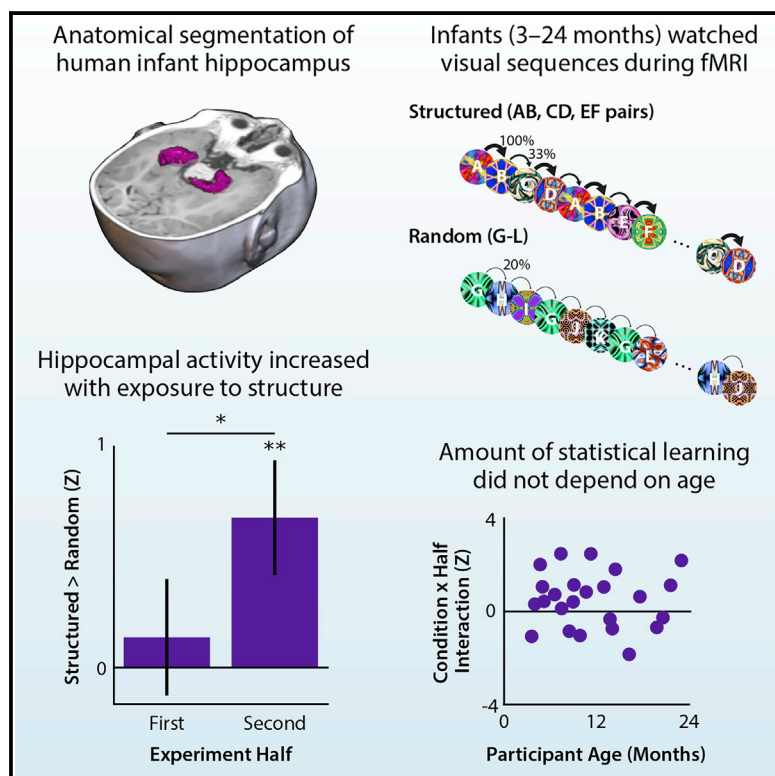 Anatomical segmentation of
human infant hippocampus
Infants (3–24 months) watched
visual sequences during fMRI
Structured (AB, CD, EF pairs)
100%
33%
A B C D A B E F ... C D
Random (G-L)
20%
G H I G J K G L ... H J
Hippocampal activity increased
with exposure to structure
*
**
1
0
Structured > Random (Z)
First
Second
Experiment Half
Amount of statistical learning
did not depend on age
4
0
-4
Condition x Half
Interaction (Z)
0
12
24
Participant Age (Months)